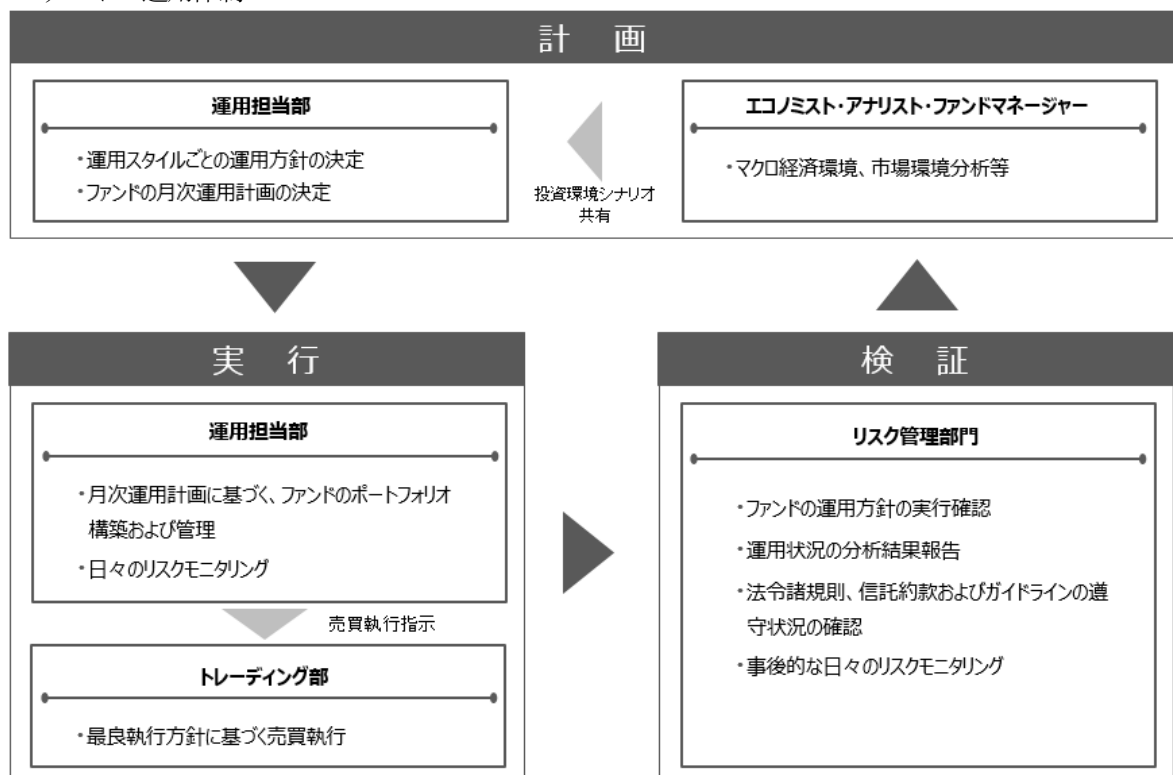 計 画
運用担当部
・運用スタイルごとの運用方針の決定
・ファンドの月次運用計画の決定
投資環境シナリオ
共有
エコノミスト・アナリスト・ファンドマネージャー
・マクロ経済環境、市場環境分析等
実 行
運用担当部
・月次運用計画に基づく、ファンドのポートフォリオ
構築および管理
・日々のリスクモニタリング
売買執行指示
トレーディング部
・最良執行方針に基づく売買執行
検 証
リスク管理部門
・ファンドの運用方針の実行確認
・運用状況の分析結果報告
・法令諸規則、信託約款およびガイドラインの遵
守状況の確認
・事後的な日々のリスクモニタリング